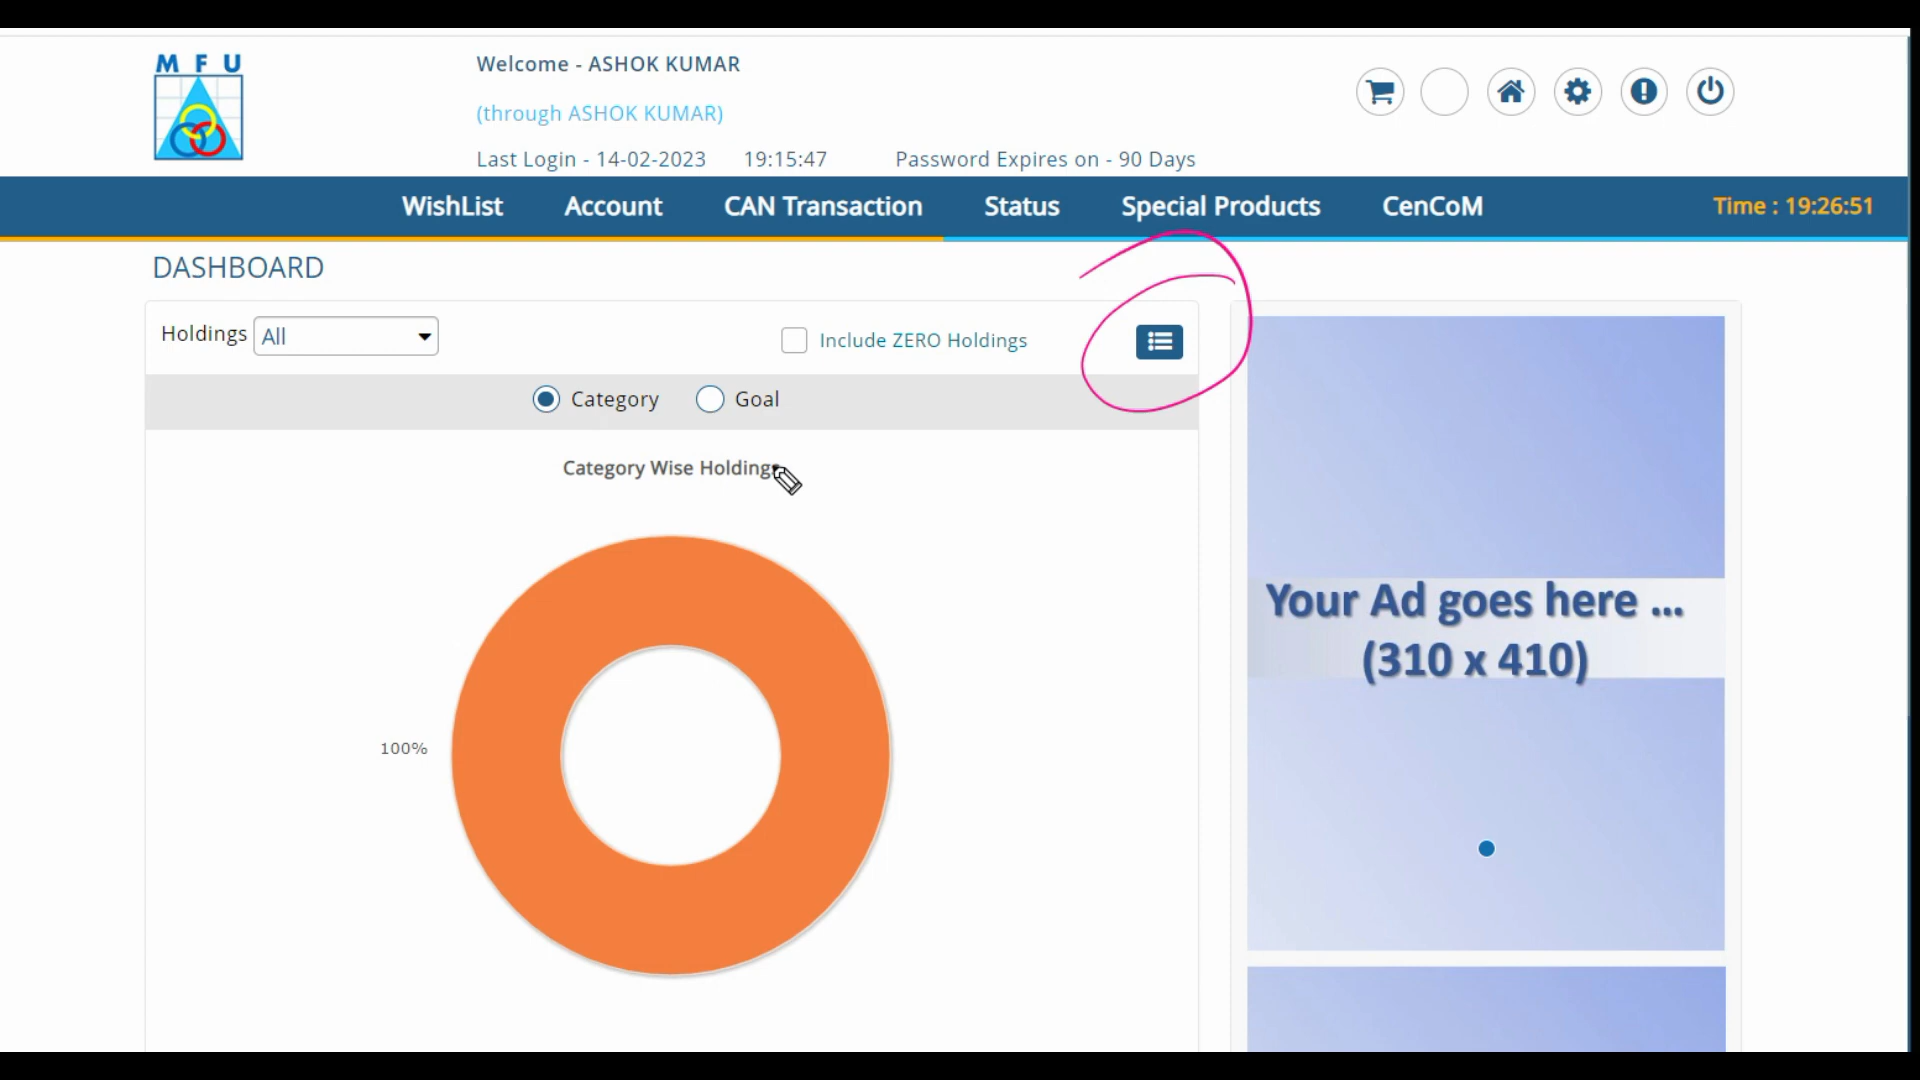 MFU
Welcome - ASHOK KUMAR
(through ASHOK KUMAR)
Last Login - 14-02-2023 19:15:47 Password Expires on - 90 Days
WishList Account CAN Transaction Status Special Products CenCoM Time : 19:26:51
DASHBOARD
Holdings All Include ZERO Holdings
Category Goal
Category Wise Holdings
100%
Your Ad goes here ...
(310 x 410)